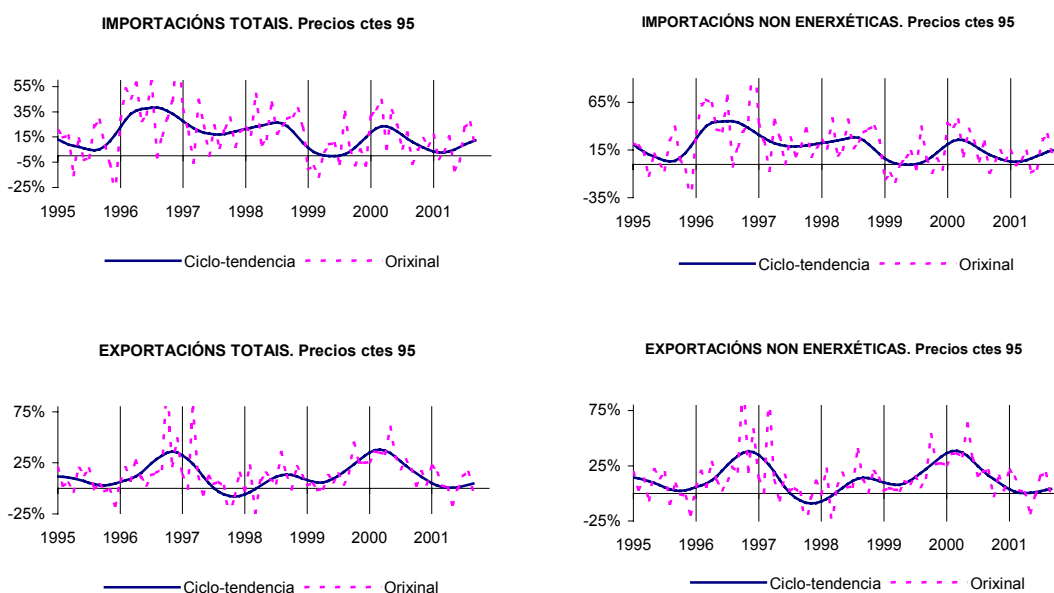 IMPORTACIÓNS TOTAIS. Precios ctes 95
55%
35%
15%
-5%
-25%
1995 1996 1997 1998 1999 2000 2001
Ciclo-tendencia Orixinal
IMPORTACIÓNS NON ENERXÉTICAS. Precios ctes 95
65%
15%
-35%
1995 1996 1997 1998 1999 2000 2001
Ciclo-tendencia Orixinal
EXPORTACIÓNS TOTAIS. Precios ctes 95
75%
25%
-25%
1995 1996 1997 1998 1999 2000 2001
Ciclo-tendencia Orixinal
EXPORTACIÓNS NON ENERXÉTICAS. Precios ctes 95
75%
25%
-25%
1995 1996 1997 1998 1999 2000 2001
Ciclo-tendencia Orixinal